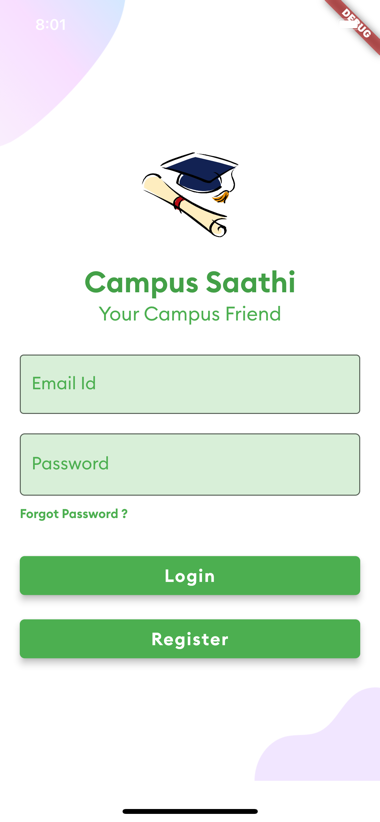 8:01
DEBUG
Campus Saathi
Your Campus Friend
Email Id
Password
Forgot Password ?
Login
Register